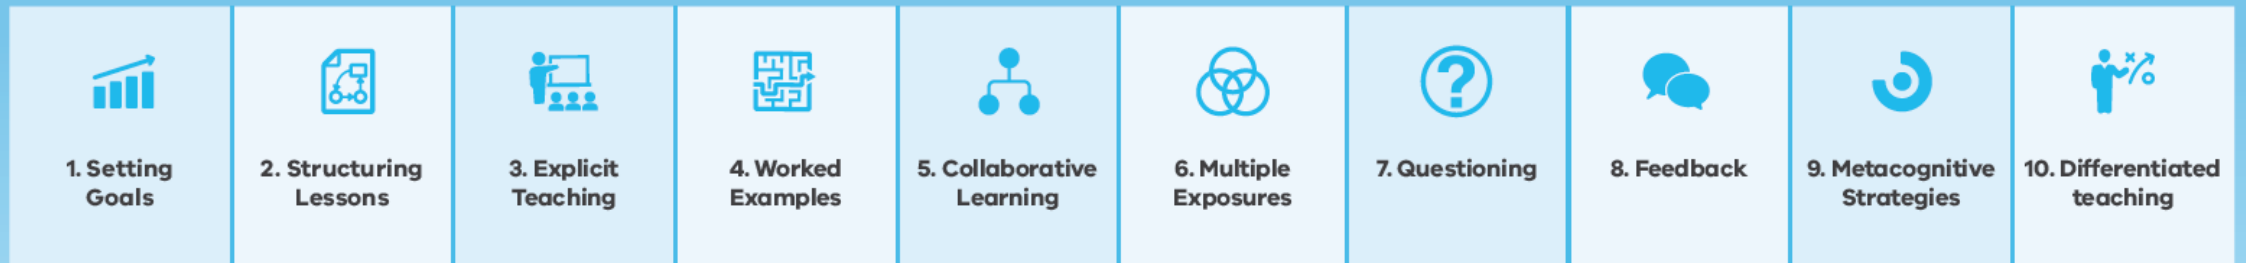 1. Setting
Goals
2. Structuring
Lessons
3. Explicit
Teaching
4. Worked
Examples
5. Collaborative
Learning
6. Multiple
Exposures
7. Questioning
8. Feedback
9. Metacognitive
Strategies
10. Differentiated
teaching